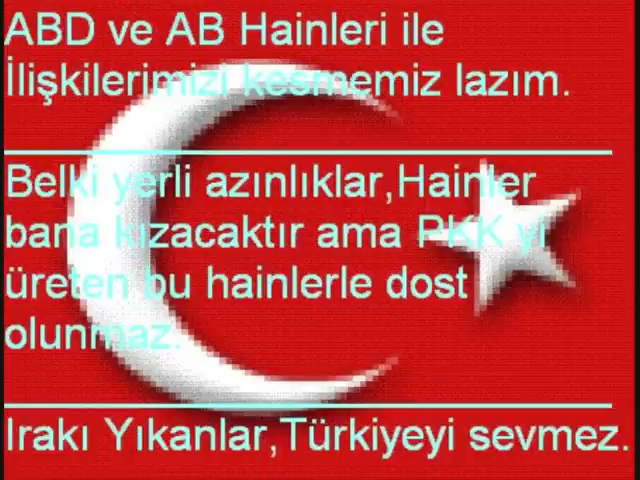 ABD ve AB Hainleri ile
İlişkilerimizi kesmemiz lazım.
Belki yerli azınlıklar,Hainler
bana kızacaktır ama PKK yi
üreten bu hainlerle dost
olunmaz.
Irakı Yıkanlar,Türkiyeyi sevmez.